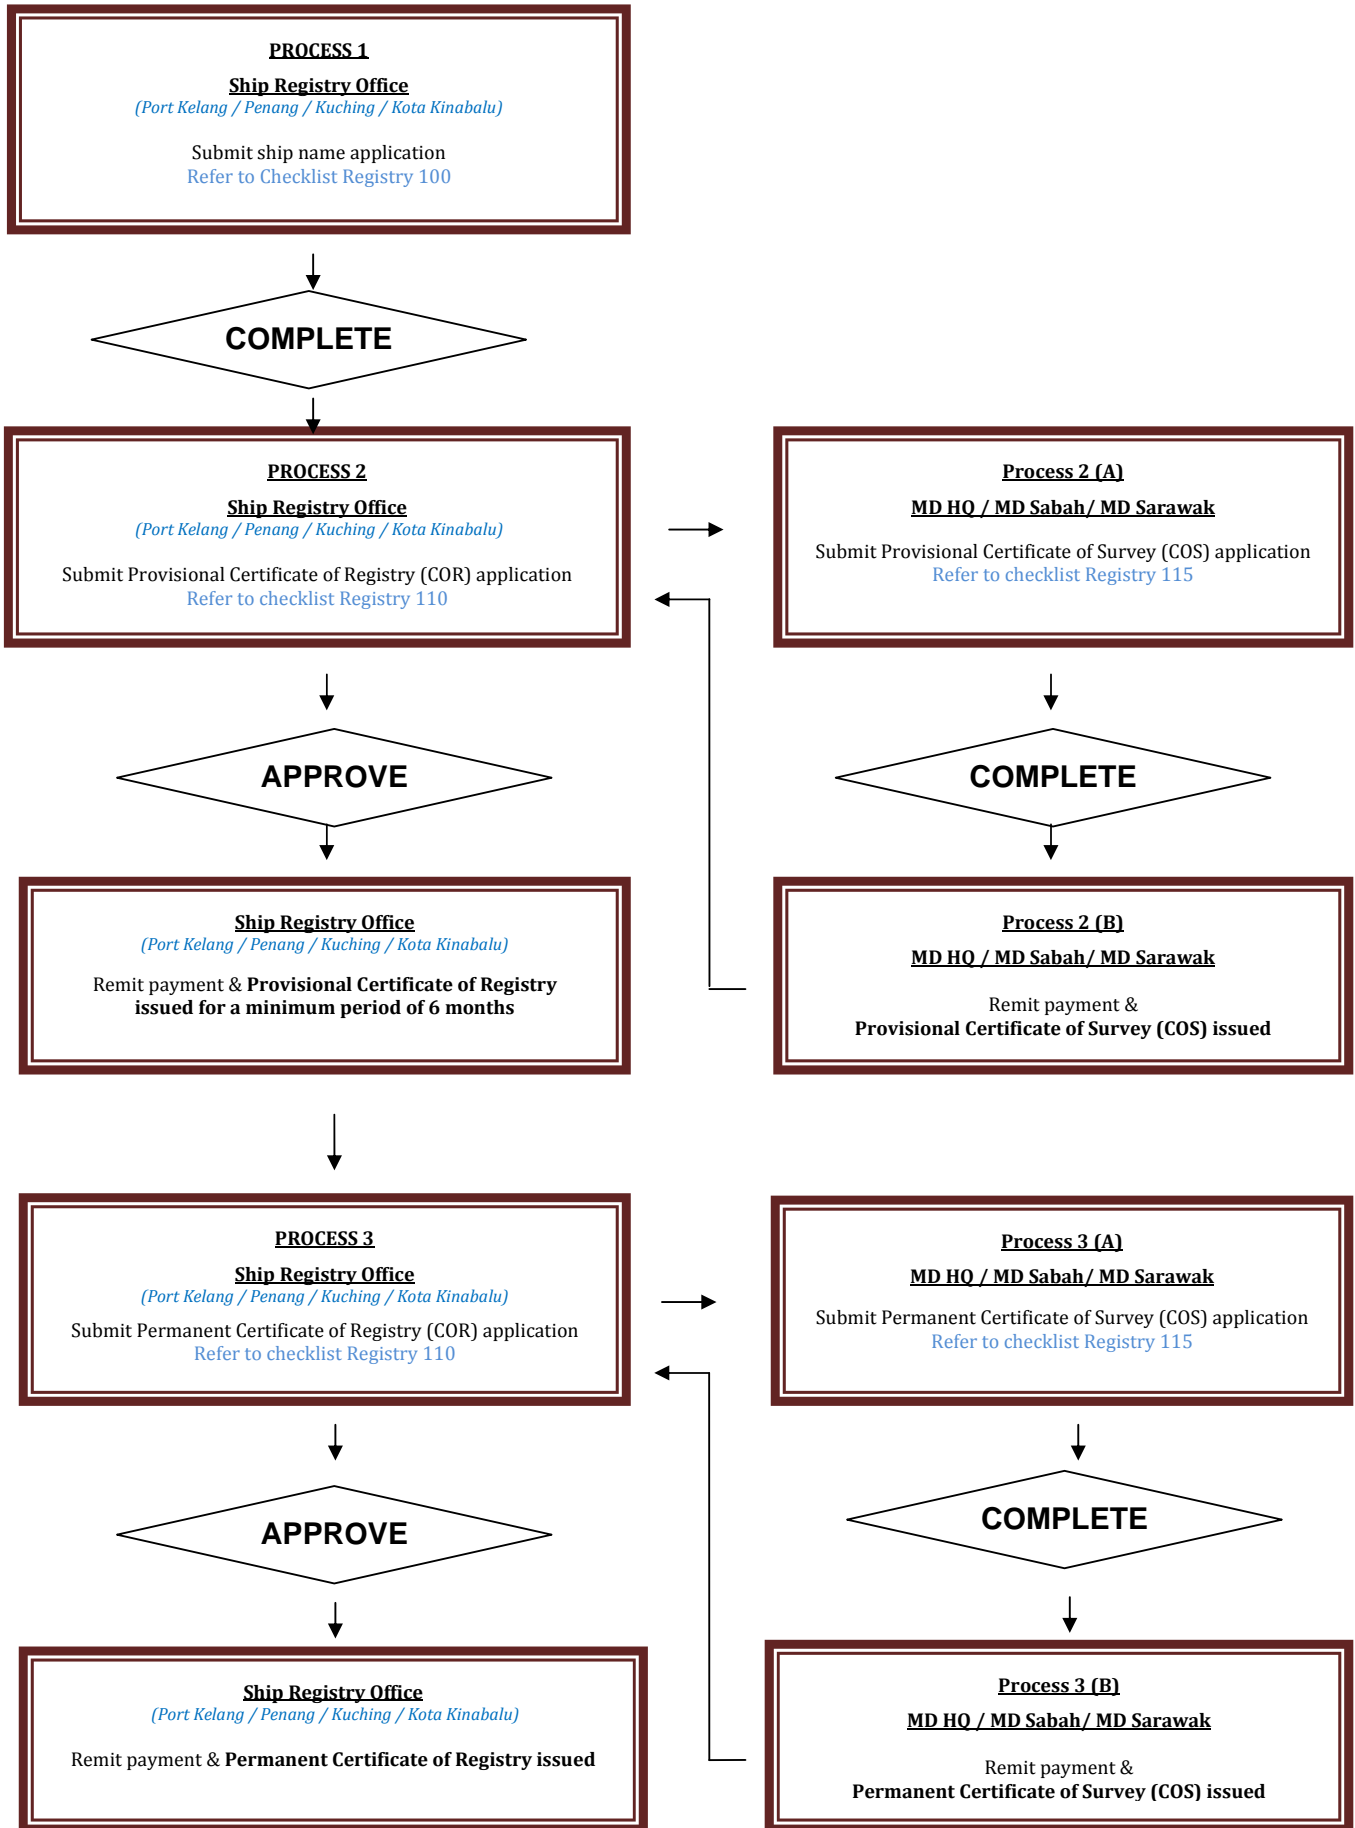 PROCESS 1
Ship Registry Office
(Port Kelang / Penang / Kuching / Kota Kinabalu)
Submit ship name application
Refer to Checklist Registry 100
COMPLETE
PROCESS 2
Ship Registry Office
(Port Kelang / Penang / Kuching / Kota Kinabalu)
Submit Provisional Certificate of Registry (COR) application
Refer to checklist Registry 110
Process 2 (A)
MD HQ / MD Sabah/ MD Sarawak
Submit Provisional Certificate of Survey (COS) application
Refer to checklist Registry 115
APPROVE
COMPLETE
Ship Registry Office
(Port Kelang / Penang / Kuching / Kota Kinabalu)
Remit payment & Provisional Certificate of Registry
issued for a minimum period of 6 months
Process 2 (B)
MD HQ / MD Sabah/ MD Sarawak
Remit payment &
Provisional Certificate of Survey (COS) issued
PROCESS 3
Ship Registry Office
(Port Kelang / Penang / Kuching / Kota Kinabalu)
Submit Permanent Certificate of Registry (COR) application
Refer to checklist Registry 110
Process 3 (A)
MD HQ / MD Sabah/ MD Sarawak
Submit Permanent Certificate of Survey (COS) application
Refer to checklist Registry 115
APPROVE
COMPLETE
Ship Registry Office
(Port Kelang / Penang / Kuching / Kota Kinabalu)
Remit payment & Permanent Certificate of Registry issued
Process 3 (B)
MD HQ / MD Sabah/ MD Sarawak
Remit payment &
Permanent Certificate of Survey (COS) issued